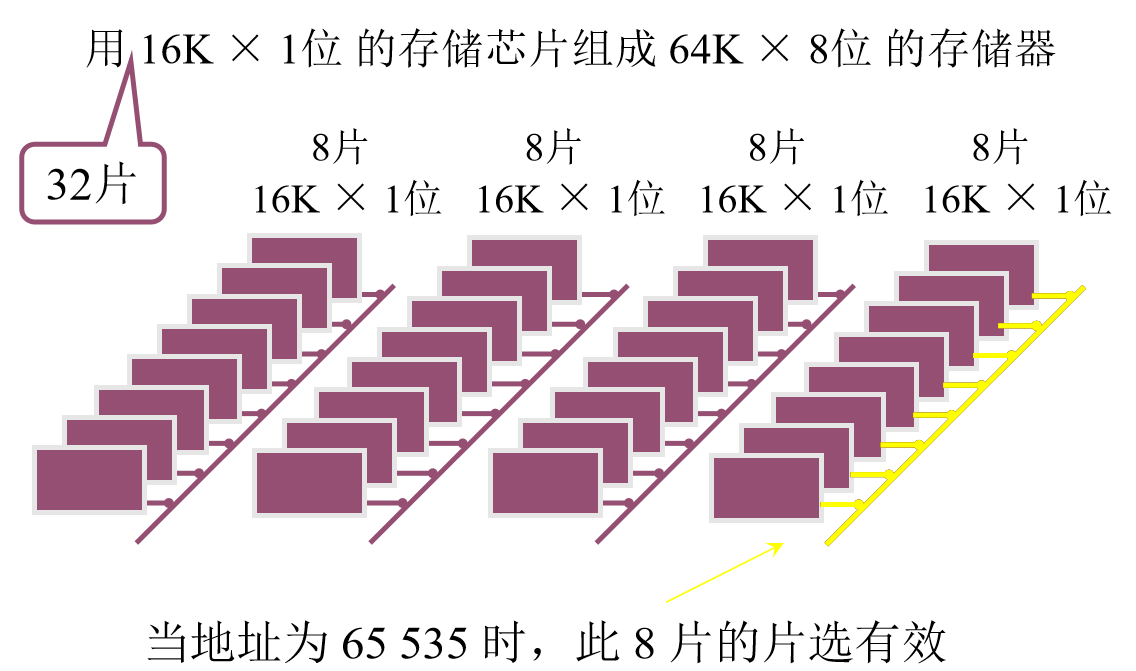 用 16K × 1位 的存储芯片组成 64K × 8位 的存储器
32片
8片 8片 8片 8片
16K × 1位 16K × 1位 16K × 1位 16K × 1位
当地址为 65 535 时，此 8 片的片选有效